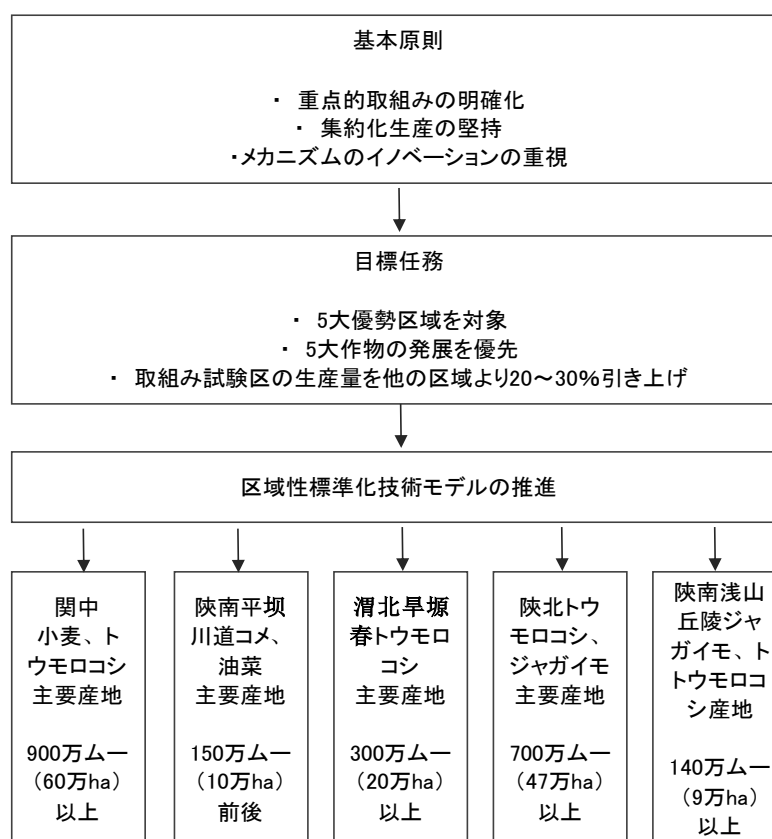 基本原則
・ 重点的取組みの明確化
・ 集約化生産の堅持
・メカニズムのイノベーションの重視
目標任務
・ 5大優勢区域を対象
・ 5大作物の発展を優先
・ 取組み試験区の生産量を他の区域より20～30%引き上げ
区域性標準化技術モデルの推進
関中
小麦、ト
ウモロコシ
主要産地
900万ムー
(60万ha)
以上
陝南平坝
川道コメ、
油菜
主要産地
150万ムー
(10万ha)
前後
渭北旱塬
春トウモロ
コシ
主要産地
300万ムー
(20万ha)
以上
陝北トウ
モロコシ、
ジャガイモ
主要産地
700万ムー
(47万ha)
以上
陝南浅山
丘陵ジャ
ガイモ、ト
トウモロコ
シ産地
140万ムー
(9万ha)
以上